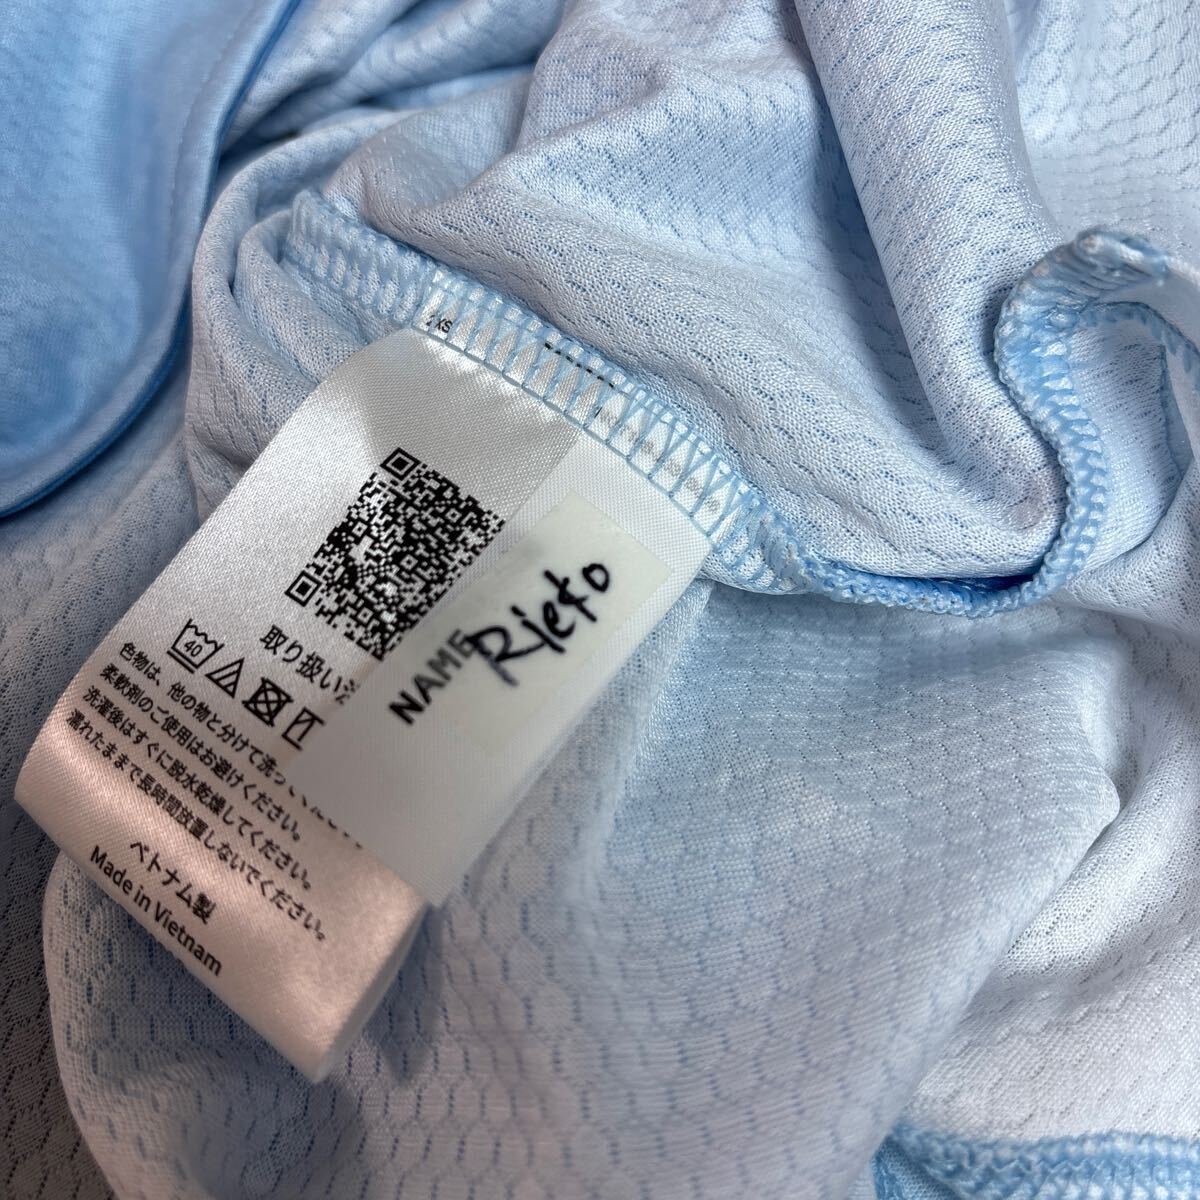 XS
取り扱い
40
色物は、他の物と分けて洗っ
柔軟剤のご使用はお避けください。
洗濯後はすぐに脱水乾燥してください。
濡れたままで長時間放置しないでください。
ベトナム製
Made in Vietnam
NAME Rieko